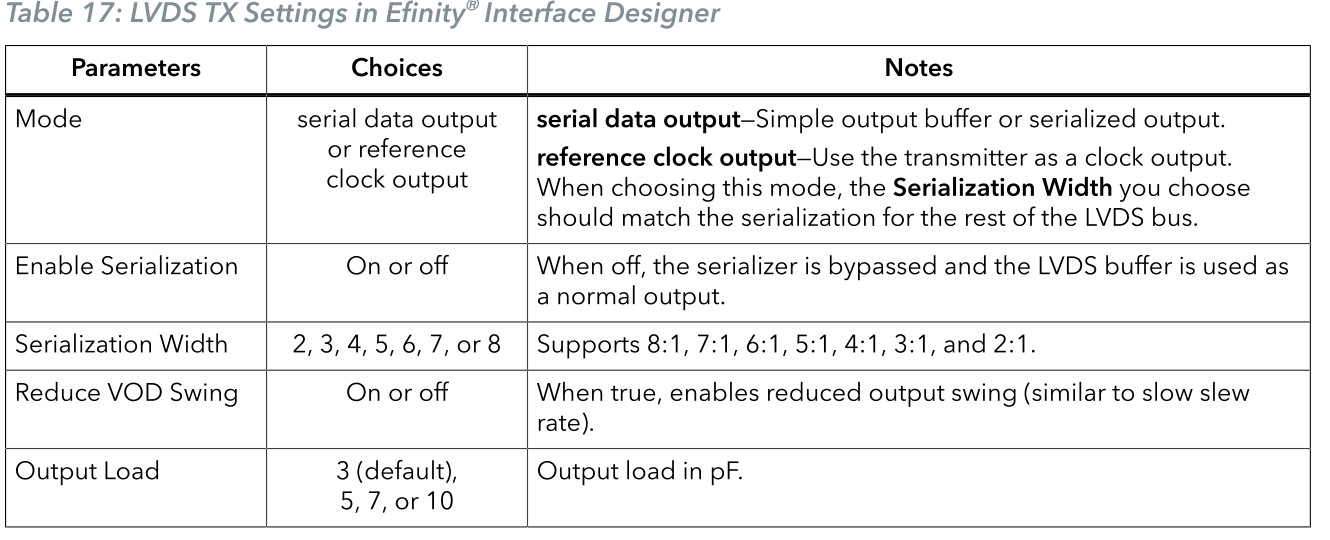 Table 17: LVDS TX Settings in Efinity® Interface Designer
Parameters Choices Notes
Mode
serial data output
or reference
clock output
serial data output—Simple output buffer or serialized output.
reference clock output—Use the transmitter as a clock output.
When choosing this mode, the Serialization Width you choose
should match the serialization for the rest of the LVDS bus.
Enable Serialization
On or off
When off, the serializer is bypassed and the LVDS buffer is used as
a normal output.
Serialization Width
2, 3, 4, 5, 6, 7, or 8
Supports 8:1, 7:1, 6:1, 5:1, 4:1, 3:1, and 2:1.
Reduce VOD Swing
On or off
When true, enables reduced output swing (similar to slow slew
rate).
Output Load
3 (default),
5, 7, or 10
Output load in pF.